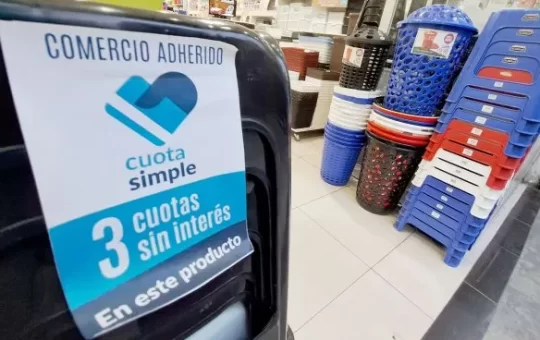 COMERCIO ADHERIDO
cuota
simple
3 cuotas
sin interés
En este producto